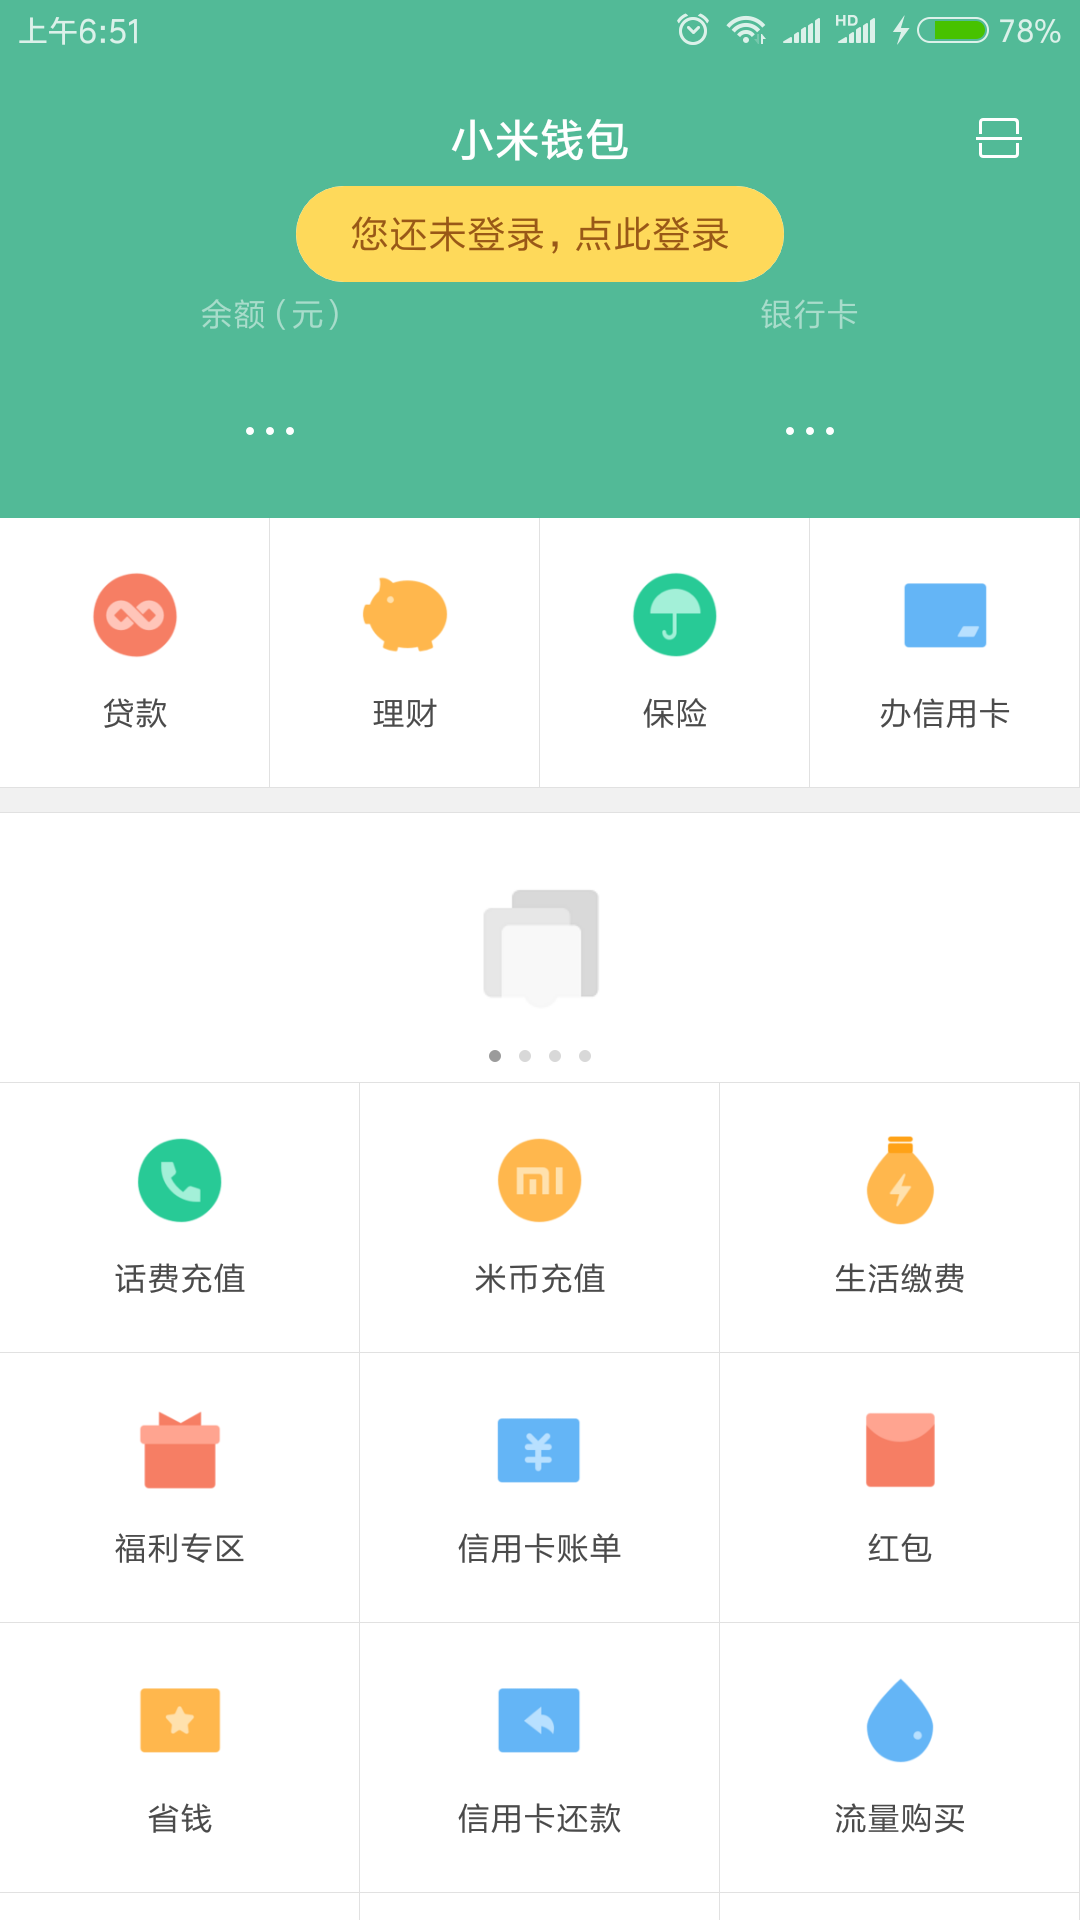 上午6:51
HD
78%
小米钱包
您还未登录,点此登录
余额(元)
银行卡
贷款
理财
保险
办信用卡
话费充值
米币充值
生活缴费
福利专区
信用卡账单
红包
省钱
信用卡还款
流量购买